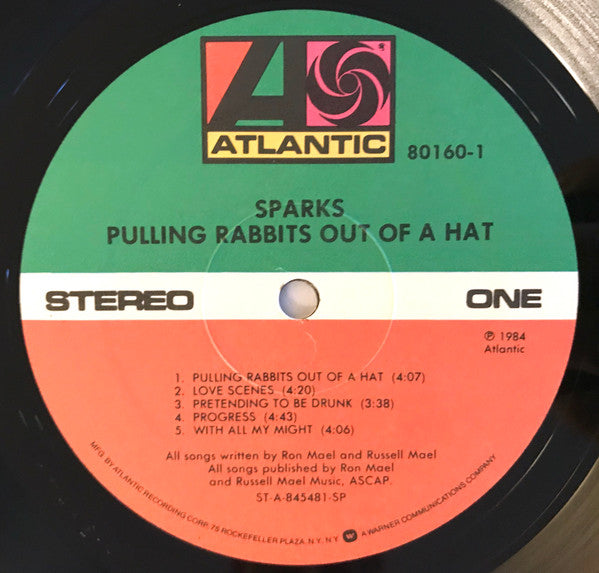 ATLANTIC
80160-1
SPARKS
PULLING RABBITS OUT OF A HAT
STEREO
ONE
℗ 1984
Atlantic
1. PULLING RABBITS OUT OF A HAT (4:07)
2. LOVE SCENES (4:20)
3. PRETENDING TO BE DRUNK (3:38)
4. PROGRESS (4:43)
5. WITH ALL MY MIGHT (4:06)
All songs written by Ron Mael and Russell Mael
All songs published by Ron Mael
and Russell Mael Music, ASCAP.
ST-A-845481-SP
MFG. BY ATLANTIC RECORDING CORP. 75 ROCKEFELLER PLAZA. N.Y. N.Y. A WARNER COMMUNICATIONS COMPANY